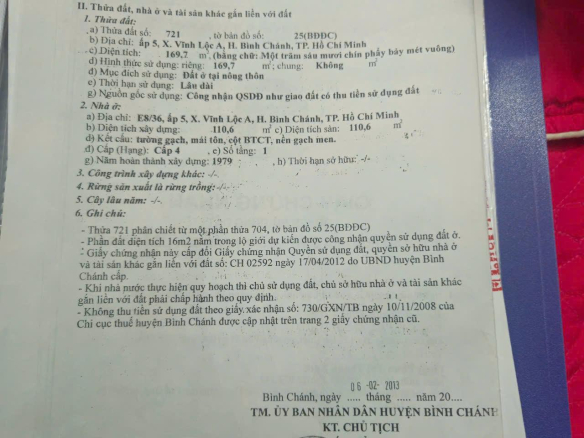 II. Thửa đất, nhà ở và tài sản khác gắn liền với đất
1. Thửa đất:
a) Thửa đất số: 721 , tờ bản đồ số: 25(BĐĐC)
b) Địa chỉ: ấp 5, X. Vĩnh Lộc A, H. Bình Chánh, TP. Hồ Chí Minh
c) Diện tích: 169,7 m², (bằng chữ: Một trăm sáu mươi chín phẩy bảy mét vuông)
d) Hình thức sử dụng: riêng: 169,7 m²; chung: Không m²
đ) Mục đích sử dụng: Đất ở tại nông thôn
e) Thời hạn sử dụng: Lâu dài
g) Nguồn gốc sử dụng: Công nhận QSDĐ như giao đất có thu tiền sử dụng đất
2. Nhà ở:
a) Địa chỉ: E8/36, ấp 5, X. Vĩnh Lộc A, H. Bình Chánh, TP. Hồ Chí Minh
b) Diện tích xây dựng: 110,6 m² c) Diện tích sàn: 110,6 m²
d) Kết cấu: tường gạch, mái tôn, cột BTCT, nền gạch men.
đ) Cấp (Hạng): Cấp 4 , e) Số tầng: 1
g) Năm hoàn thành xây dựng: 1979 , h) Thời hạn sở hữu: -/-
3. Công trình xây dựng khác: -/-
4. Rừng sản xuất là rừng trồng: -/-
5. Cây lâu năm: -/-
6. Ghi chú:
- Thửa 721 phân chiết từ một phần thửa 704, tờ bản đồ số 25(BĐĐC)
- Phần đất diện tích 16m2 nằm trong lộ giới dự kiến được công nhận quyền sử dụng đất ở.
- Giấy chứng nhận này cấp đổi Giấy chứng nhận Quyền sử dụng đất, quyền sở hữu nhà ở
và tài sản khác gắn liền với đất số: CH 02592 ngày 17/04/2012 do UBND huyện Bình
Chánh cấp.
- Khi nhà nước thực hiện quy hoạch thì chủ sử dụng đất, chủ sở hữu nhà ở và tài sản khác
gắn liền với đất phải chấp hành theo quy định.
- Không thu tiền sử dụng đất theo giấy xác nhận số: 730/GXN/TB ngày 10/11/2008 của
Chi cục thuế huyện Bình Chánh được cập nhật trên trang 2 giấy chứng nhận cũ.
06 -02- 2013
Bình Chánh, ngày ..... tháng ..... năm 20....
TM. ỦY BAN NHÂN DÂN HUYỆN BÌNH CHÁNH
KT. CHỦ TỊCH